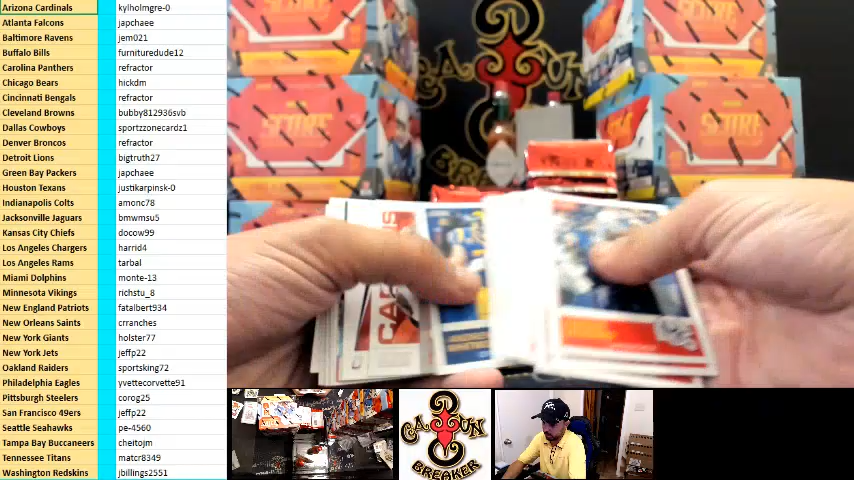 Arizona Cardinals kylholmgre-0
Atlanta Falcons japchaee
Baltimore Ravens jem021
Buffalo Bills furnituredude12
Carolina Panthers refractor
Chicago Bears hickdm
Cincinnati Bengals refractor
Cleveland Browns bubby812936svb
Dallas Cowboys sportzzonecardz1
Denver Broncos refractor
Detroit Lions bigtruth27
Green Bay Packers japchaee
Houston Texans justikarpinsk-0
Indianapolis Colts amonc78
Jacksonville Jaguars bmwmsu5
Kansas City Chiefs docow99
Los Angeles Chargers harrid4
Los Angeles Rams tarbal
Miami Dolphins monte-13
Minnesota Vikings richstu_8
New England Patriots fatalbert934
New Orleans Saints crranches
New York Giants holster77
New York Jets jeffp22
Oakland Raiders sportsking72
Philadelphia Eagles yvettecorvette91
Pittsburgh Steelers corog25
San Francisco 49ers jeffp22
Seattle Seahawks pe-4560
Tampa Bay Buccaneers cheitojm
Tennessee Titans matcr8349
Washington Redskins jbillings2551
SCORE
SCORE
SCORE
SCORE
CAJUN
BREAKER
CAJUN
BREAKER